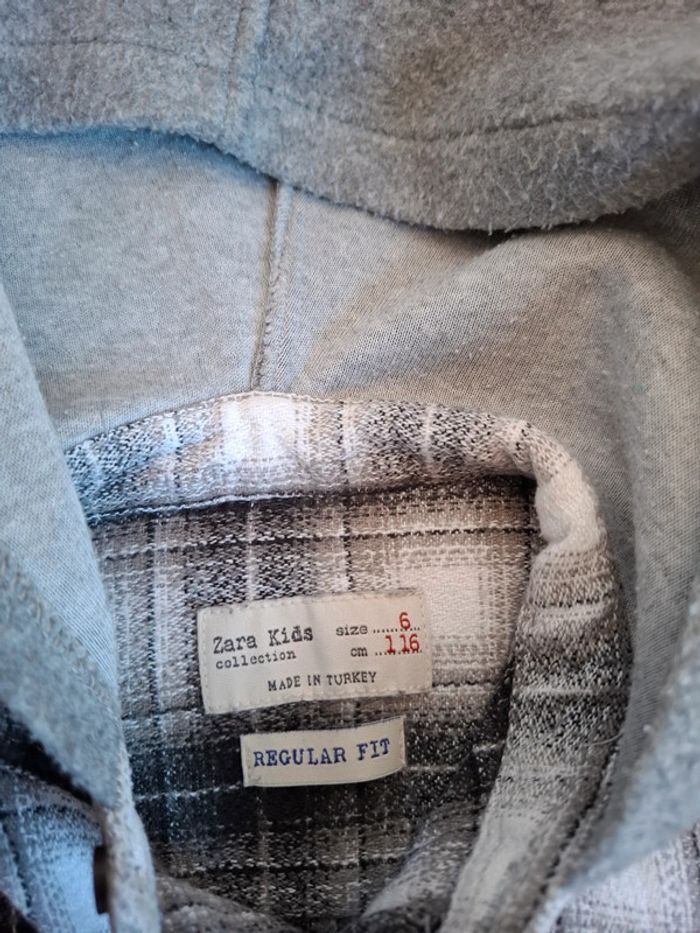 Zara Kids size ......6...
collection cm ...116...
MADE IN TURKEY
REGULAR FIT